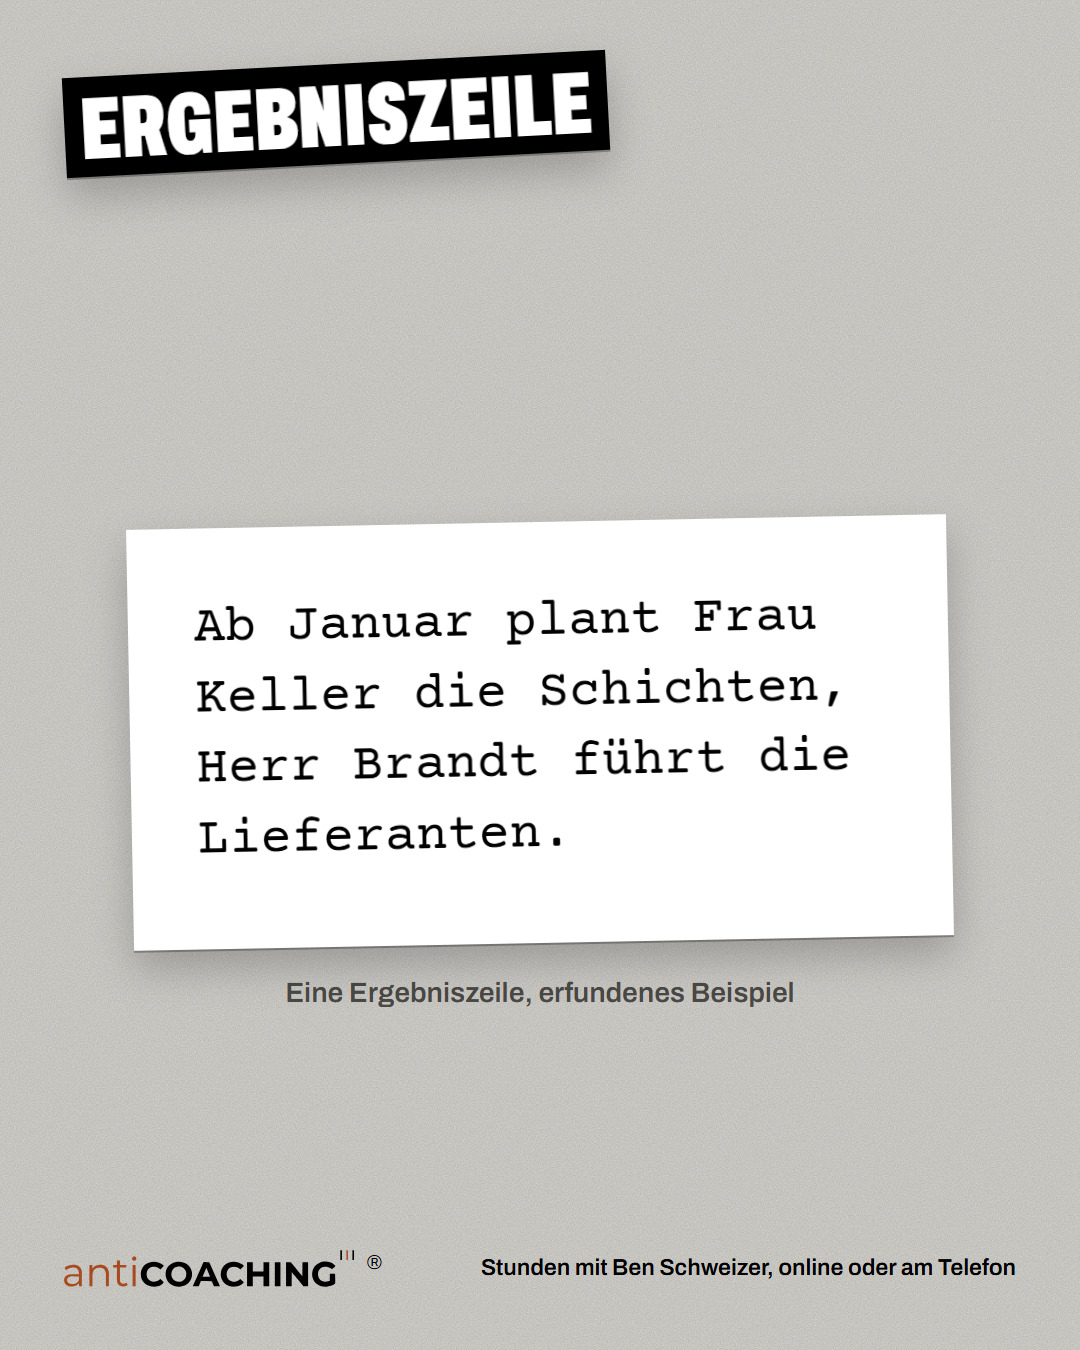 ERGEBNISZEILE
Ab Januar plant Frau
Keller die Schichten,
Herr Brandt führt die
Lieferanten.
Eine Ergebniszeile, erfundenes Beispiel
antiCOACHING ®
Stunden mit Ben Schweizer, online oder am Telefon